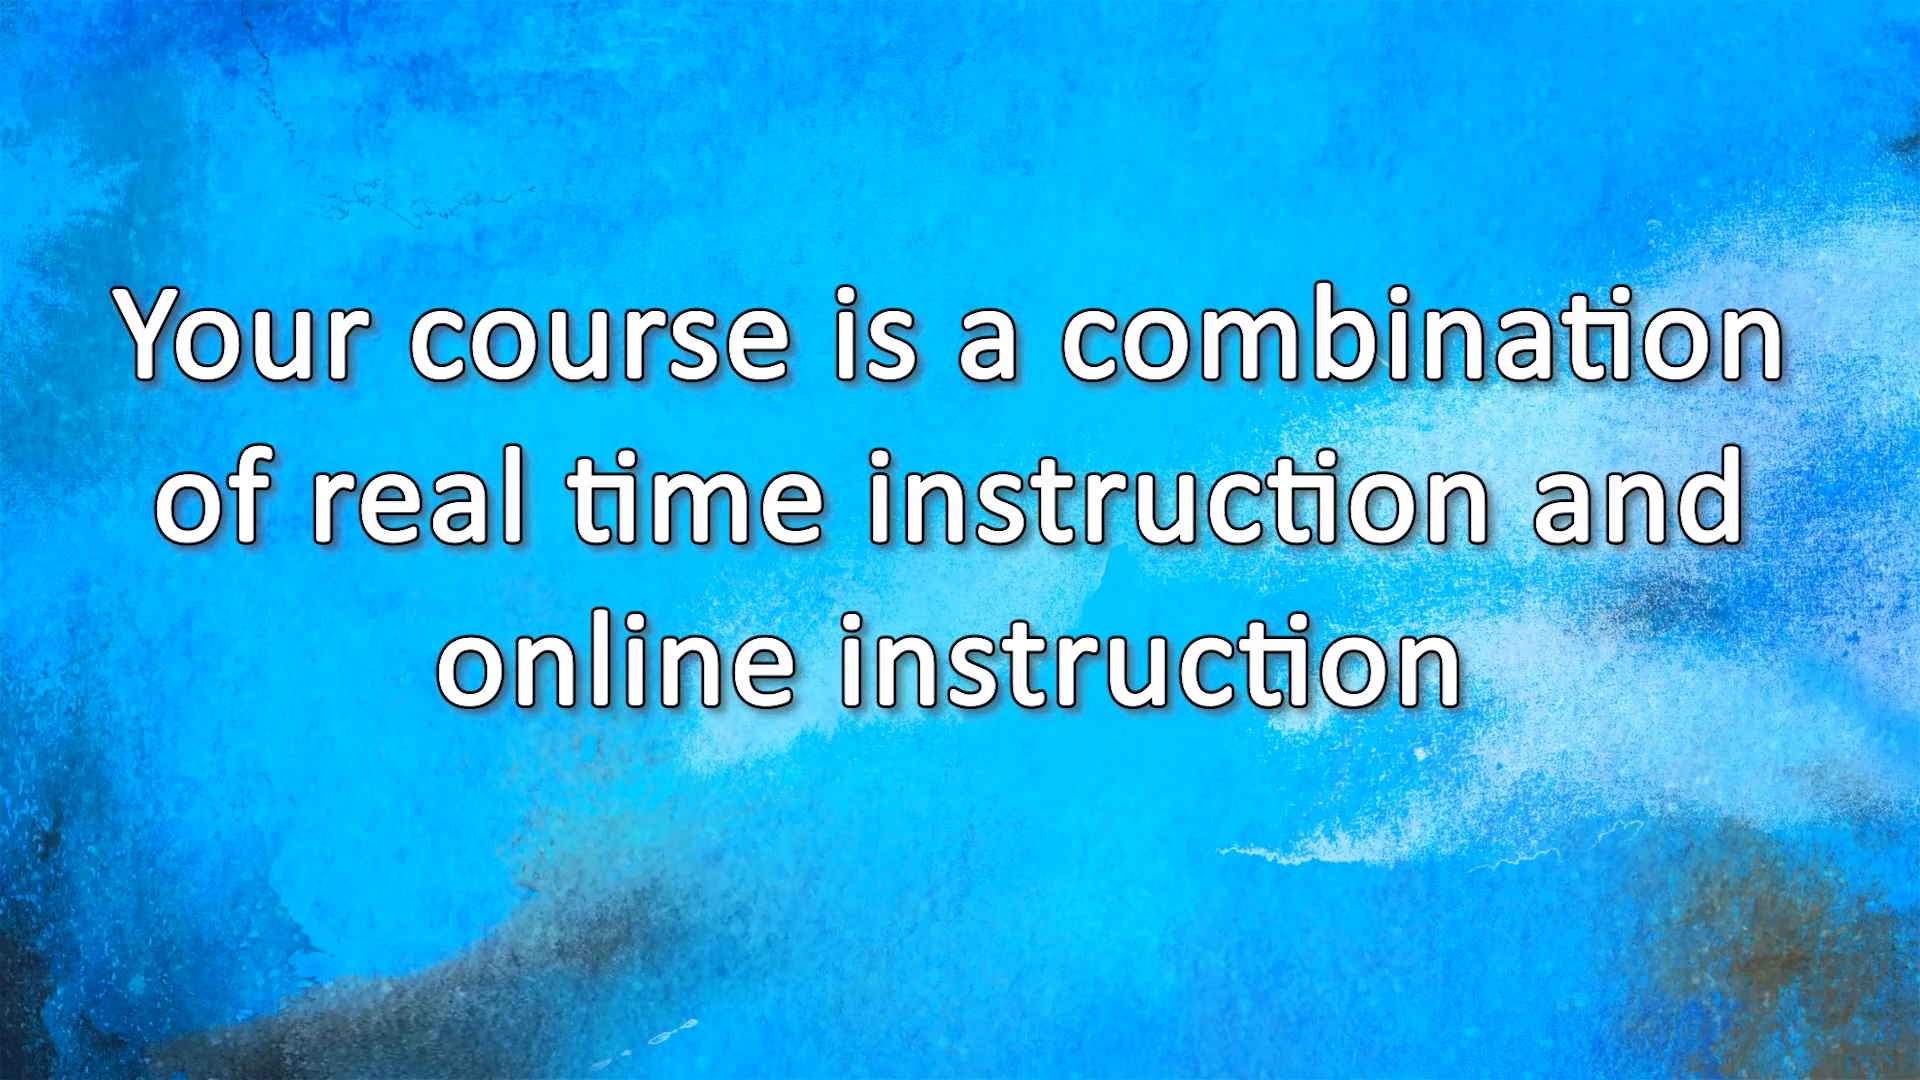 Your course is a combination
of real time instruction and
online instruction